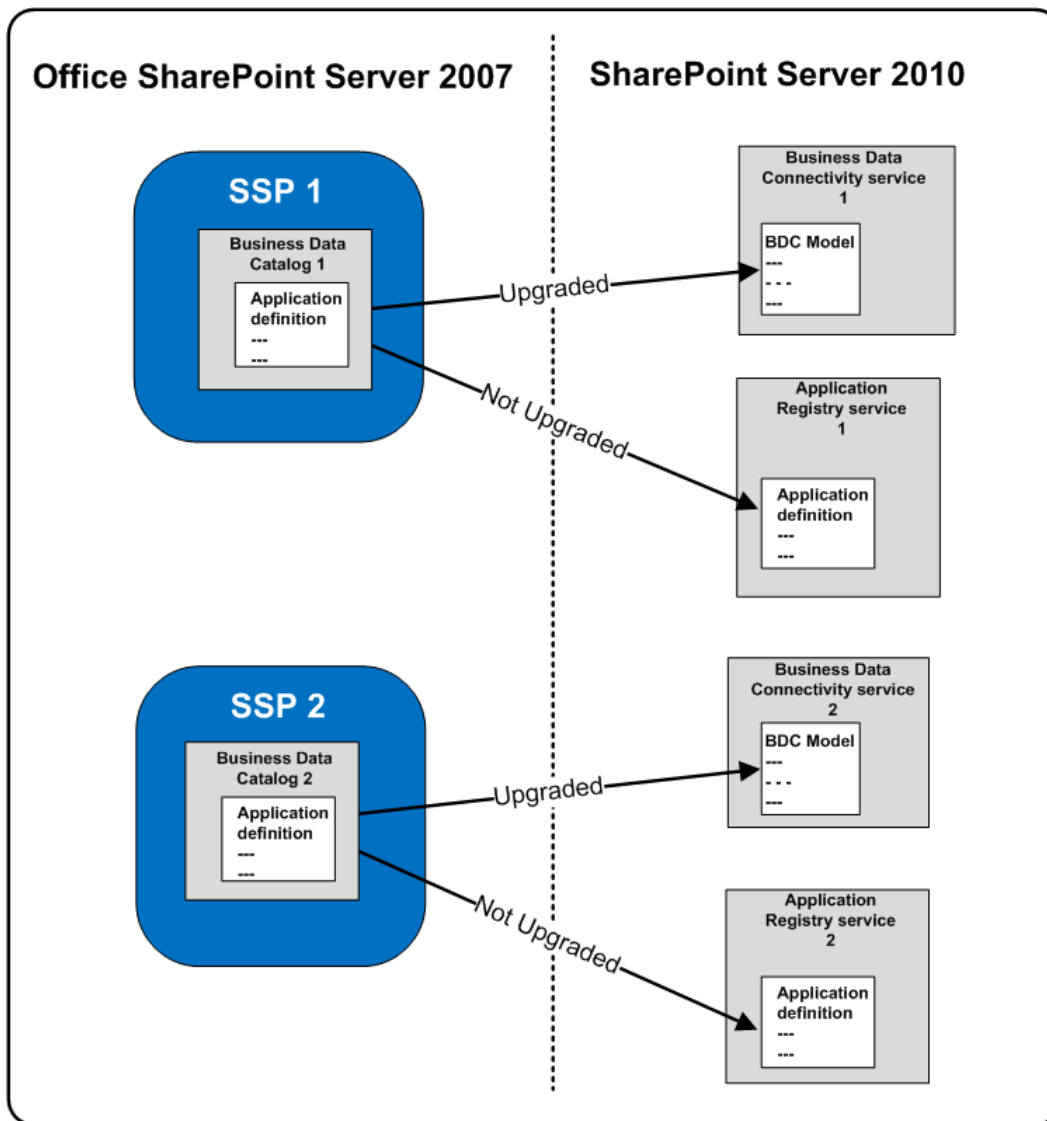 Office SharePoint Server 2007
SharePoint Server 2010
SSP 1
Business Data
Catalog 1
Application
definition
---
---
Upgraded
Not Upgraded
Business Data
Connectivity service
1
BDC Model
---
- - -
---
Application
Registry service
1
Application
definition
---
---
SSP 2
Business Data
Catalog 2
Application
definition
---
---
Upgraded
Not Upgraded
Business Data
Connectivity service
2
BDC Model
---
- - -
---
Application
Registry service
2
Application
definition
---
---